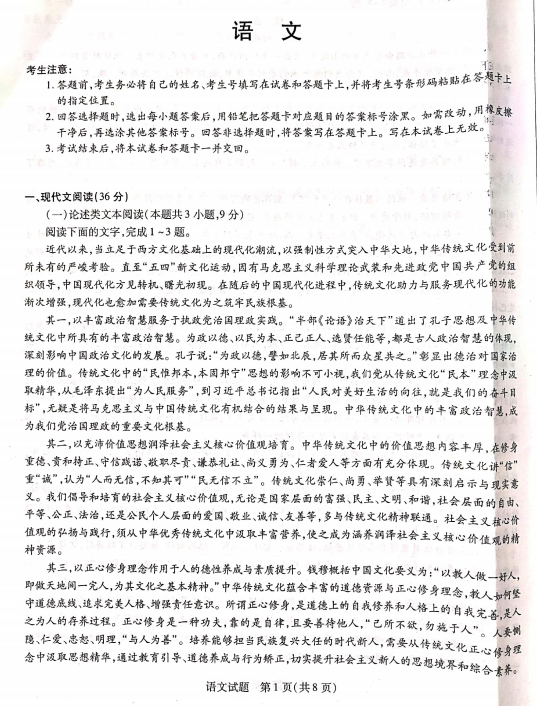 语 文
考生注意:
1. 答题前,考生务必将自己的姓名、考生号填写在试卷和答题卡上,并将考生号条形码粘贴在答题卡上
的指定位置。
2. 回答选择题时,选出每小题答案后,用铅笔把答题卡对应题目的答案标号涂黑。如需改动,用橡皮擦
干净后,再选涂其他答案标号。回答非选择题时,将答案写在答题卡上。写在本试卷上无效。
3. 考试结束后,将本试卷和答题卡一并交回。
一、现代文阅读(36 分)
(一)论述类文本阅读(本题共 3 小题,9 分)
阅读下面的文字,完成 1~3 题。
近代以来,当立足于西方文化基础上的现代化潮流,以强制性方式突入中华大地,中华传统文化受到前
所未有的严峻考验。直至“五四”新文化运动,因有马克思主义科学理论武装和先进政党中国共产党的组
织领导,中国现代化方见转机、曙光初现。在随后的中国现代化进程中,传统文化助力与服务现代化的功能
渐次增强,现代化也愈加需要传统文化为之筑牢民族根基。
其一,以丰富政治智慧服务于执政党治国理政实践。“半部《论语》治天下”道出了孔子思想及中华传
统文化中所具有的丰富政治智慧。为政以德、以民为本、正己正人、选贤任能等,都是古人政治智慧的体现,
深刻影响中国政治文化的发展。孔子说:“为政以德,譬如北辰,居其所而众星共之。”彰显出德治对国家治
理的价值。传统文化中的“民惟邦本,本固邦宁”思想的影响不可小视,我们党从传统文化“民本”理念中汲
取精华,从毛泽东提出“为人民服务”,到习近平总书记指出“人民对美好生活的向往,就是我们的奋斗目
标”,无疑是将马克思主义与中国传统文化有机结合的结果与呈现。中华传统文化中的丰富政治智慧,成
为我们党治国理政的重要文化根基。
其二,以充沛价值思想润泽社会主义核心价值观培育。中华传统文化中的价值思想内容丰厚,在修身
重德、贵和持正、守信践诺、敬职尽责、谦恭礼让、尚义勇为、仁者爱人等方面有充分体现。传统文化讲“信”
重“诚”,认为“人而无信,不知其可”“民无信不立”。传统文化崇仁、尚勇、举贤等具有深刻启示与现实意
义。我们倡导和培育的社会主义核心价值观,无论是国家层面的富强、民主、文明、和谐,社会层面的自由、
平等、公正、法治,还是公民个人层面的爱国、敬业、诚信、友善等,多与传统文化精神联通。社会主义核心价
值观的弘扬与践行,须从中华优秀传统文化中汲取丰富营养,使之成为涵养润泽社会主义核心价值观的精
神资源。
其三,以正心修身理念作用于人的德性养成与素质提升。钱穆概括中国文化要义为:“以教人做一好人,
即做天地间一完人,为其文化之基本精神。”中华传统文化蕴含丰富的道德资源与正心修身理念,教人如何坚
守道德底线、追求完美人格、增强责任意识。所谓正心修身,是道德上的自我修养和人格上的自我完善,是人
之为人的存养过程。正心修身是一种功夫,靠的是自律,且要善待他人,“己所不欲,勿施于人”。人要恻
隐、仁爱、忠恕、明理,“与人为善”。培养能够担当民族复兴大任的时代新人,需要从传统文化正心修身理
念中汲取思想精华,通过教育引导、道德养成与行为矫正,切实提升社会主义新人的思想境界和综合素养。
语文试题 第 1 页(共 8 页)